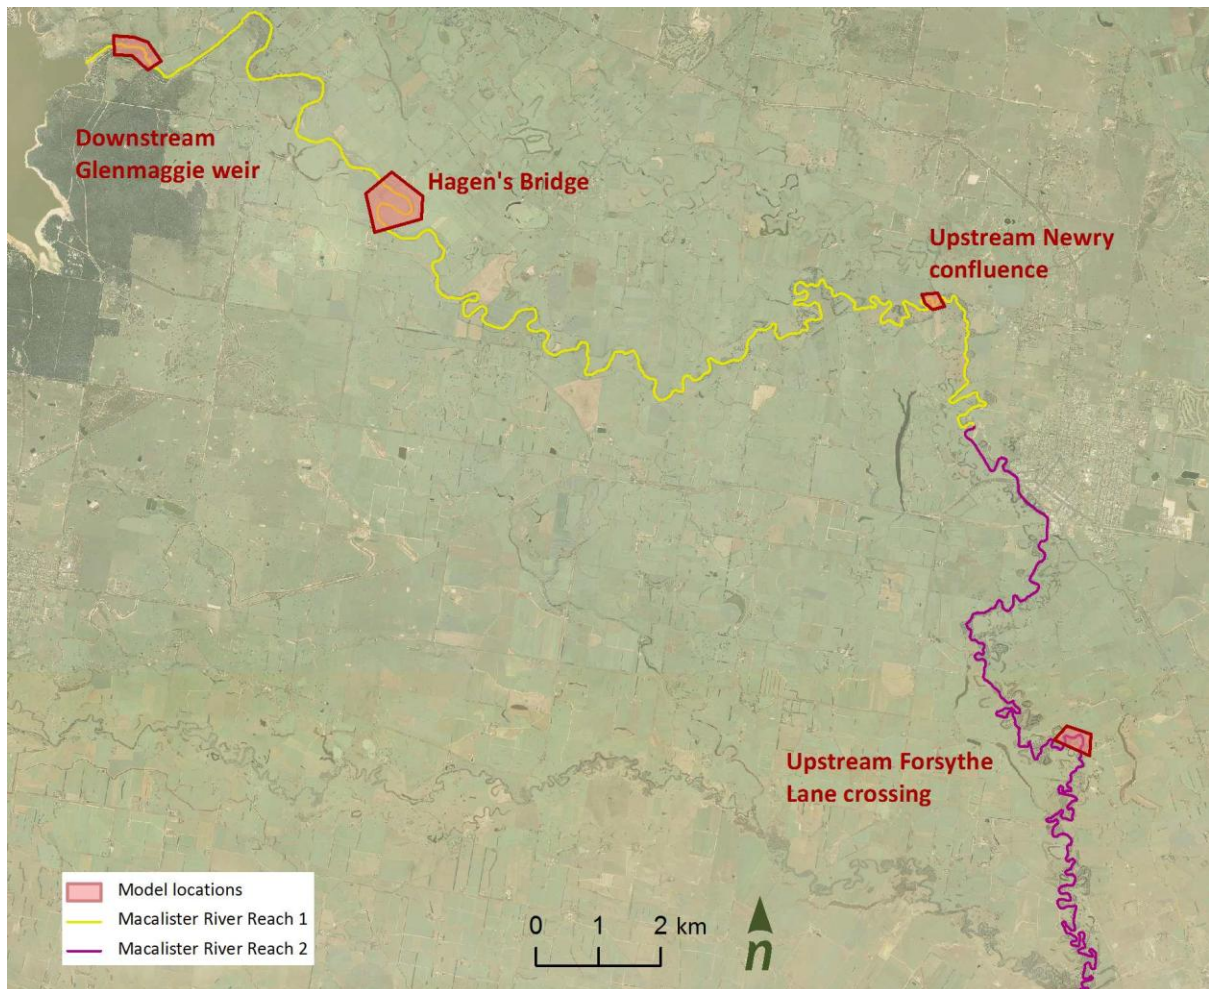 Downstream
Glenmaggie weir
Hagen's Bridge
Upstream Newry
confluence
Upstream Forsythe
Lane crossing
Model locations
Macalister River Reach 1
Macalister River Reach 2
0 1 2 km
n